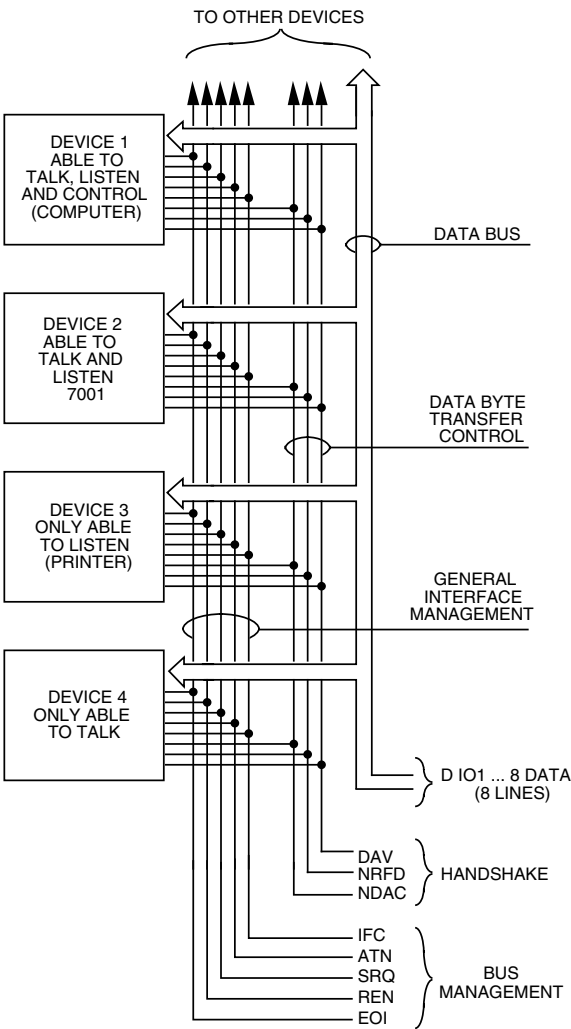 TO OTHER DEVICES
DEVICE 1
ABLE TO
TALK, LISTEN
AND CONTROL
(COMPUTER)
DATA BUS
DEVICE 2
ABLE TO
TALK AND
LISTEN
7001
DATA BYTE
TRANSFER
CONTROL
DEVICE 3
ONLY ABLE
TO LISTEN
(PRINTER)
GENERAL
INTERFACE
MANAGEMENT
DEVICE 4
ONLY ABLE
TO TALK
D IO1 ... 8 DATA
(8 LINES)
DAV
NRFD
NDAC
HANDSHAKE
IFC
ATN
SRQ
REN
EOI
BUS
MANAGEMENT